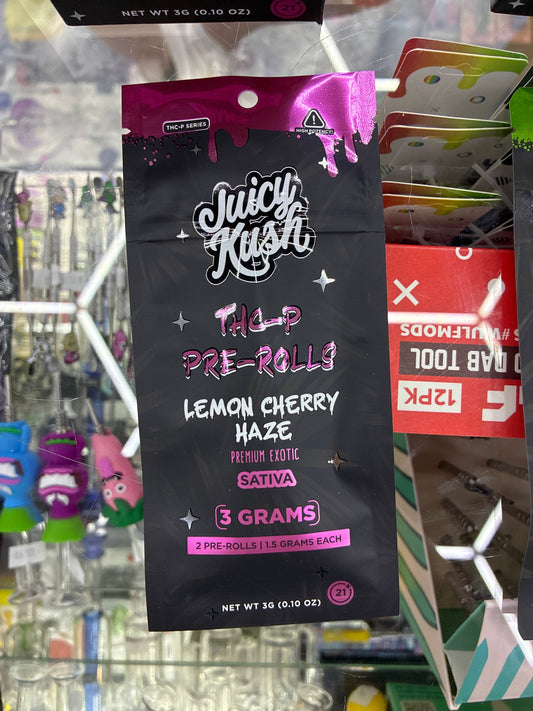 NET WT 3G (0.10 OZ)
21+
THC-P SERIES
HIGH POTENCY!
Juicy
Kush
THC-P
PRE-ROLLS
LEMON CHERRY
HAZE
PREMIUM EXOTIC
SATIVA
3 GRAMS
2 PRE-ROLLS | 1.5 GRAMS EACH
NET WT 3G (0.10 OZ)
21+
#WULFMODS
DAB TOOL
12PK